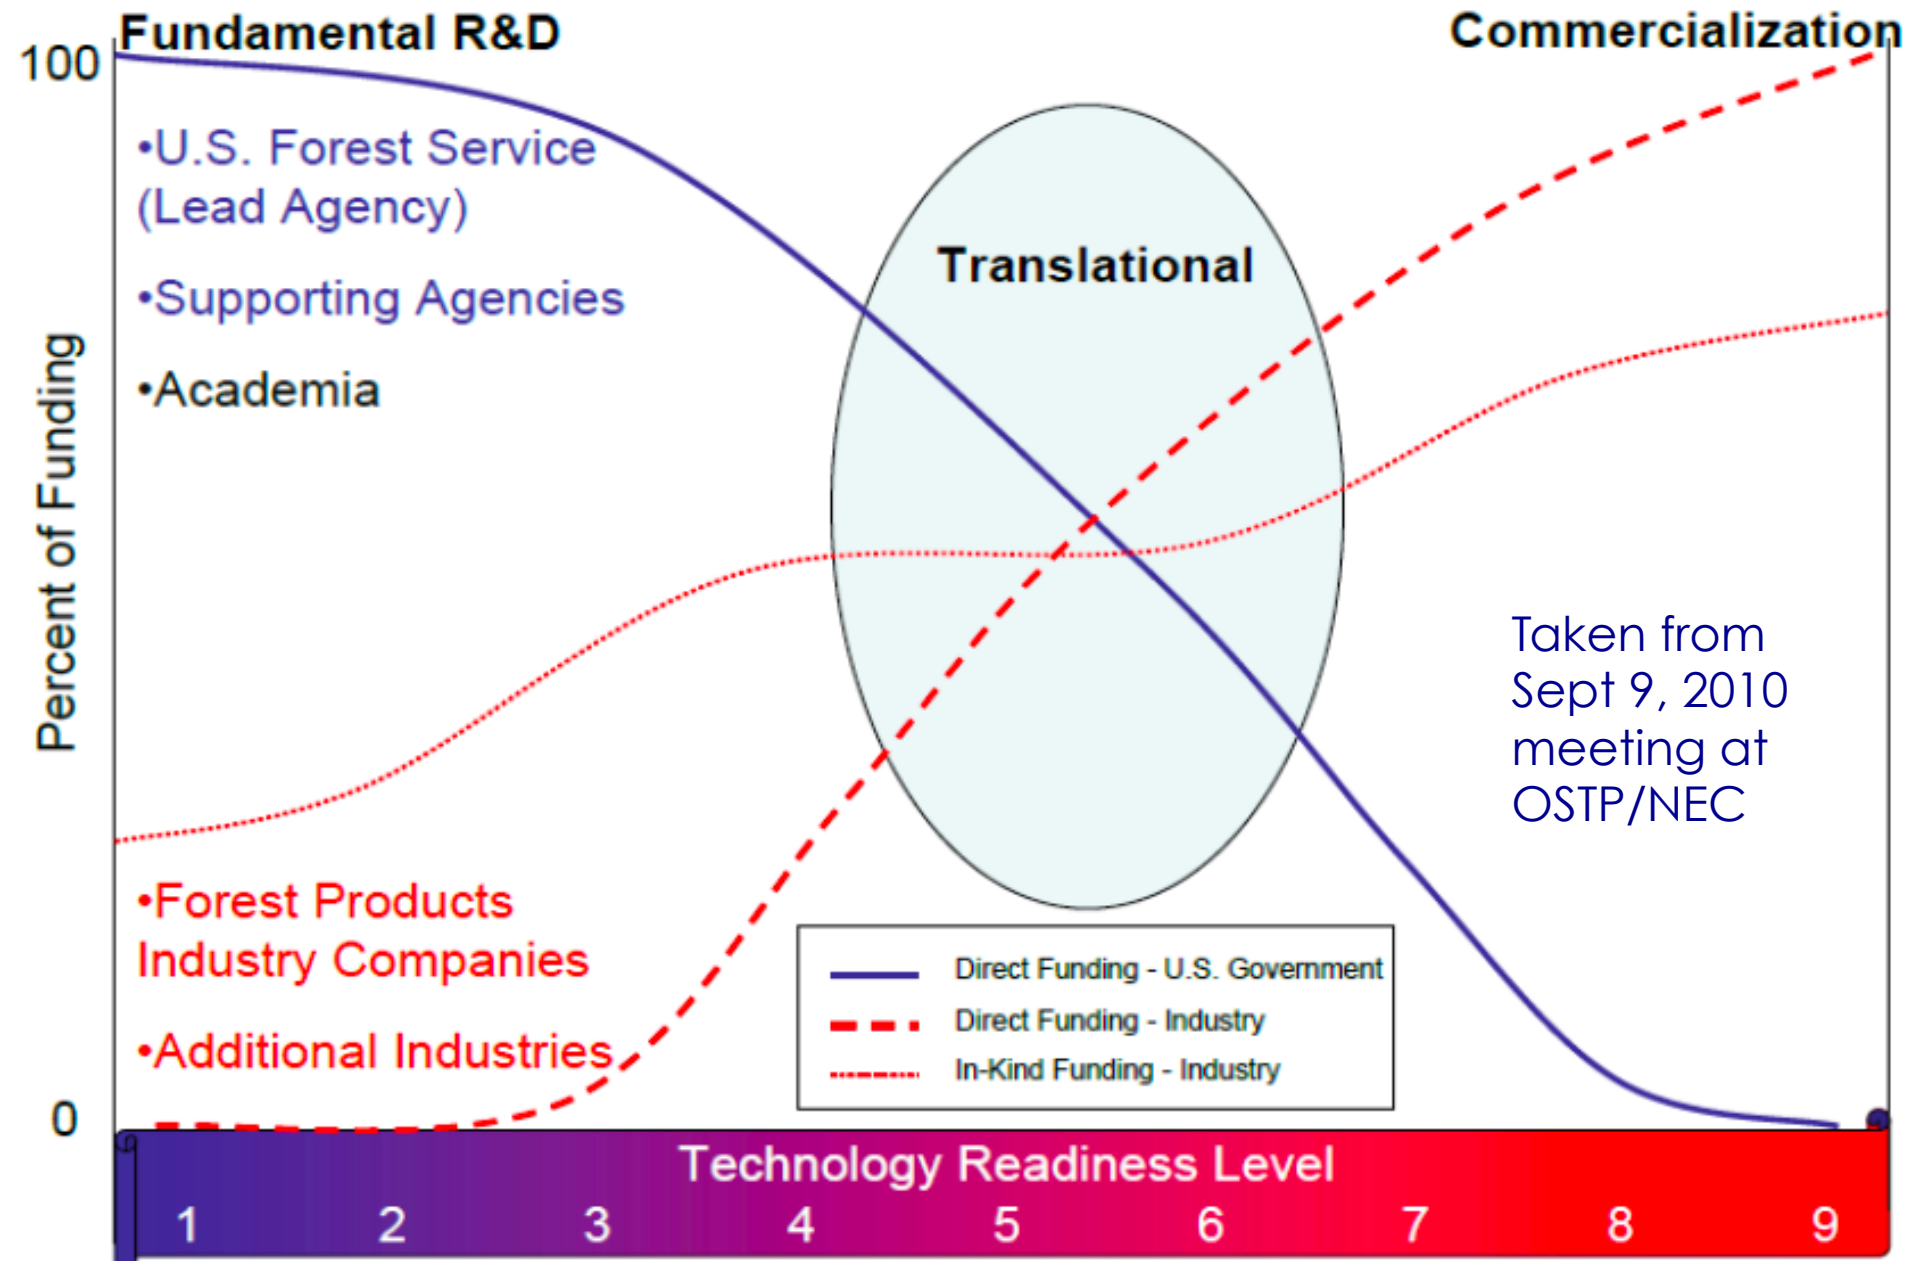 Fundamental R&D
Commercialization
100
•U.S. Forest Service
(Lead Agency)
•Supporting Agencies
•Academia
Translational
Percent of Funding
Taken from
Sept 9, 2010
meeting at
OSTP/NEC
•Forest Products
Industry Companies
•Additional Industries
Direct Funding - U.S. Government
Direct Funding - Industry
In-Kind Funding - Industry
0
Technology Readiness Level
1 2 3 4 5 6 7 8 9